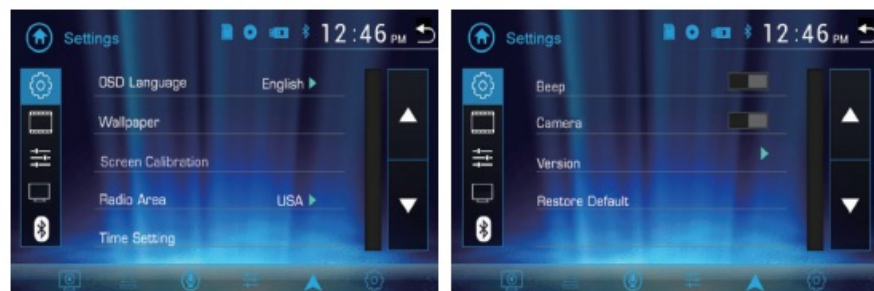 Settings 12:46 PM
OSD Language English
Wallpaper
Screen Calibration
Radio Area USA
Time Setting
Settings 12:46 PM
Beep
Camera
Version
Restore Default